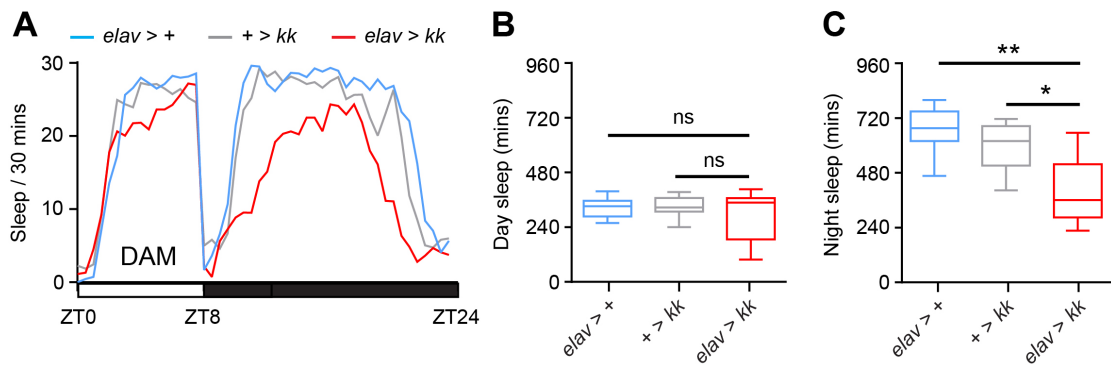 A
elav > +
+ > kk
elav > kk
Sleep / 30 mins
30
20
10
0
DAM
ZT0
ZT8
ZT24
B
Day sleep (mins)
960
720
480
240
0
ns
ns
elav > +
+ > kk
elav > kk
C
Night sleep (mins)
960
720
480
240
0
**
*
elav > +
+ > kk
elav > kk